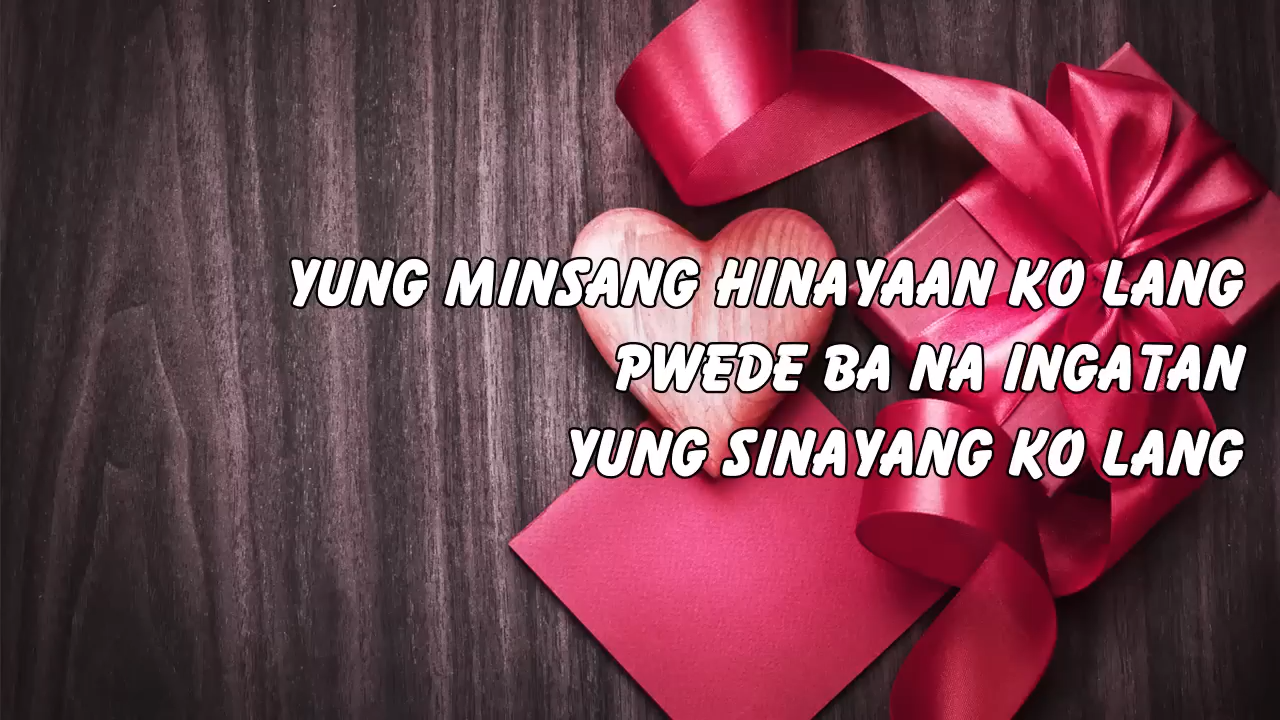 YUNG MINSANG HINAYAAN KO LANG
PWEDE BA NA INGATAN
YUNG SINAYANG KO LANG